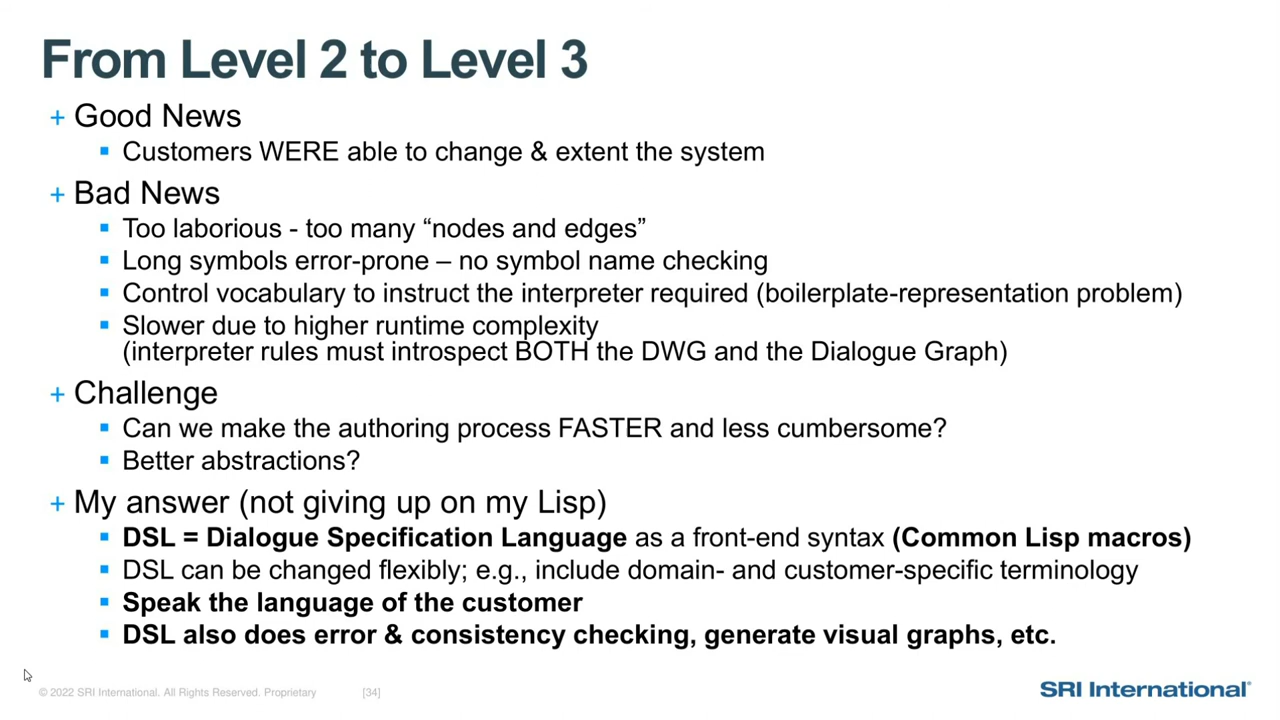 From Level 2 to Level 3
+ Good News
▪ Customers WERE able to change & extent the system
+ Bad News
▪ Too laborious - too many “nodes and edges”
▪ Long symbols error-prone – no symbol name checking
▪ Control vocabulary to instruct the interpreter required (boilerplate-representation problem)
▪ Slower due to higher runtime complexity
(interpreter rules must introspect BOTH the DWG and the Dialogue Graph)
+ Challenge
▪ Can we make the authoring process FASTER and less cumbersome?
▪ Better abstractions?
+ My answer (not giving up on my Lisp)
▪ DSL = Dialogue Specification Language as a front-end syntax (Common Lisp macros)
▪ DSL can be changed flexibly; e.g., include domain- and customer-specific terminology
▪ Speak the language of the customer
▪ DSL also does error & consistency checking, generate visual graphs, etc.
© 2022 SRI International. All Rights Reserved. Proprietary [34]
SRI International®